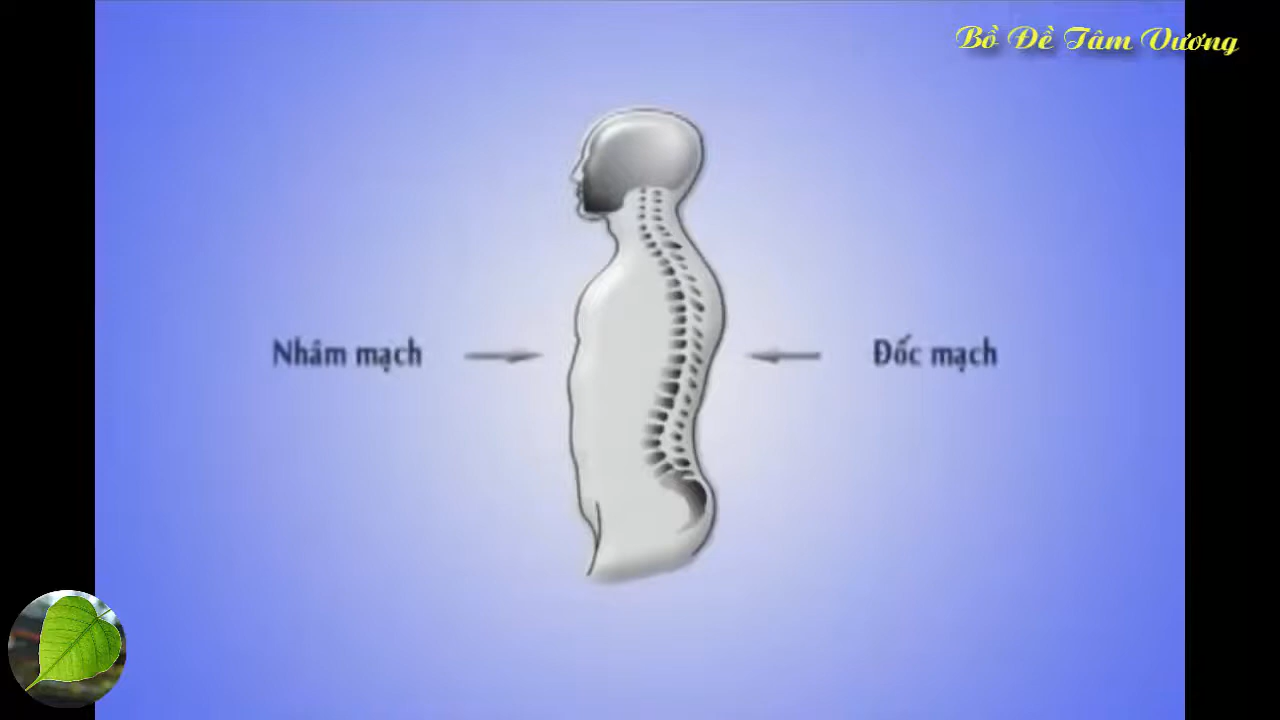 Bồ Đề Tâm Vương
Nhâm mạch
Đốc mạch